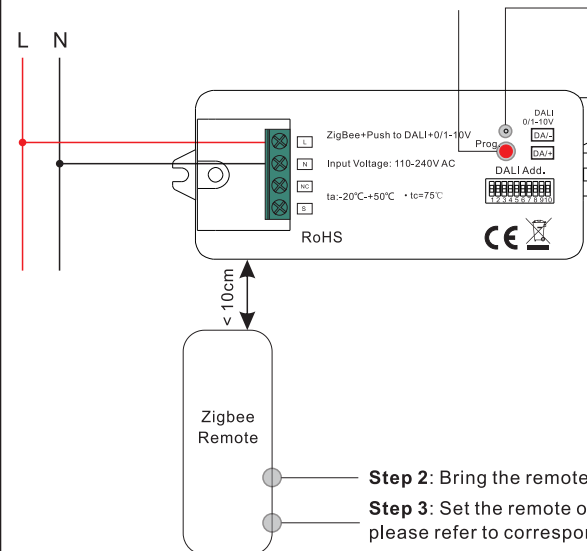 L N
DALI
0/1-10V
ZigBee+Push to DALI+0/1-10V
L
Prog.
DA/-
N
Input Voltage: 110-240V AC
DA/+
DALI Add.
NC
ta:-20℃-+50℃ • tc=75℃
S
1 2 3 4 5 6 7 8 9 10
RoHS
CE
< 10cm
Zigbee
Remote
Step 2: Bring the remote
Step 3: Set the remote o
please refer to correspo